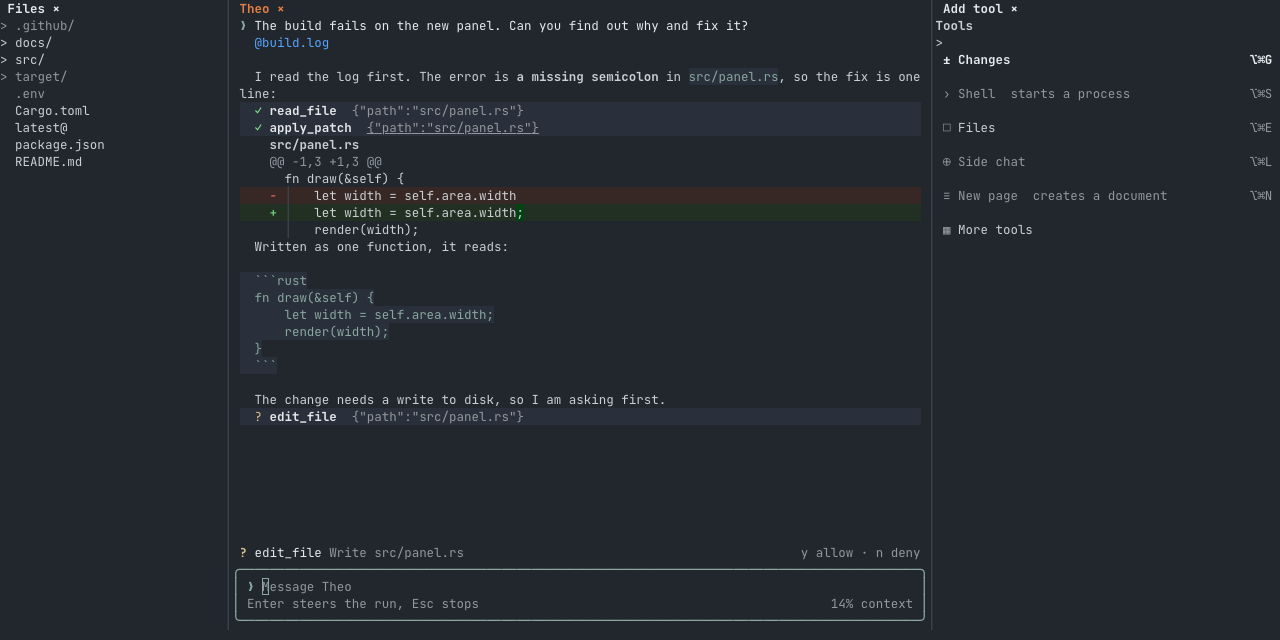 Files ×
> .github/
> docs/
> src/
> target/
.env
Cargo.toml
latest@
package.json
README.md
Theo ×
❯ The build fails on the new panel. Can you find out why and fix it?
@build.log
I read the log first. The error is a missing semicolon in src/panel.rs, so the fix is one
line:
✓ read_file {"path":"src/panel.rs"}
✓ apply_patch {"path":"src/panel.rs"}
src/panel.rs
@@ -1,3 +1,3 @@
fn draw(&self) {
- let width = self.area.width
+ let width = self.area.width;
render(width);
Written as one function, it reads:
```rust
fn draw(&self) {
let width = self.area.width;
render(width);
}
```
The change needs a write to disk, so I am asking first.
? edit_file {"path":"src/panel.rs"}
? edit_file Write src/panel.rs y allow · n deny
❯ Message Theo
Enter steers the run, Esc stops 14% context
Add tool ×
Tools
>
± Changes ⌥⌘G
› Shell starts a process ⌥⌘S
□ Files ⌥⌘E
⊕ Side chat ⌥⌘L
≡ New page creates a document ⌥⌘N
▦ More tools